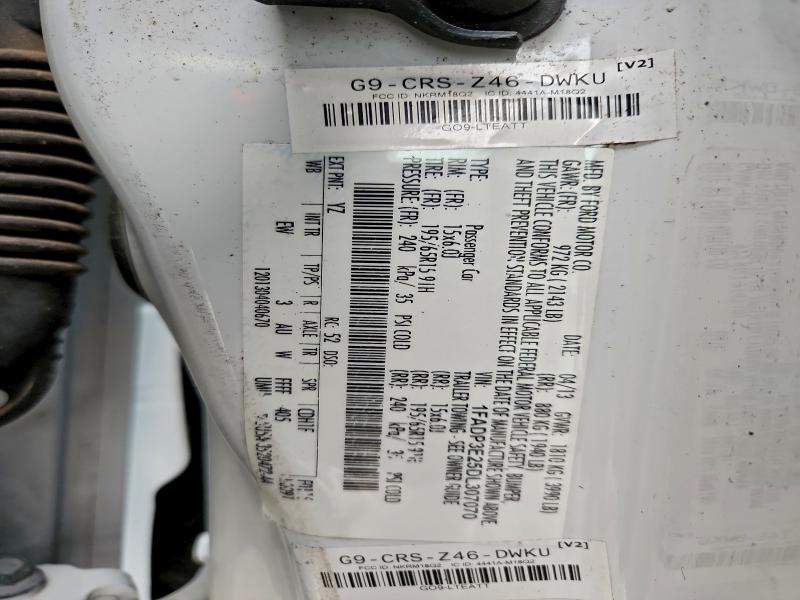 G9-CRS-Z46-DWKU [V2]
FCC ID: NKRM18Q2 IC ID: 4441A-M18Q2
GO9-LTEATT
MFD. BY FORD MOTOR CO.
DATE: 04/13 GVWR: 1810 KG (3990 LB)
GAWR: (FR): 972 KG (2143 LB) (RR): 880 KG (1940 LB)
THIS VEHICLE CONFORMS TO ALL APPLICABLE FEDERAL MOTOR VEHICLE SAFETY, BUMPER,
AND THEFT PREVENTION STANDARDS IN EFFECT ON THE DATE OF MANUFACTURE SHOWN ABOVE.
VIN: 1FADP3E25DL307070
TYPE: Passenger Car TRAILER TOWING - SEE OWNER GUIDE
RIM: (FR): 15x6.0J (RR): 15x6.0J
TIRE: (FR): 195/65R15 91H (RR): 195/65R15 91H
PRESSURE: (FR): 240 kPa/ 35 PSI COLD (RR): 240 kPa/ 35 PSI COLD
EXT PNT: YZ RC: 52 DSO:
WB INT TR TP/PS R AXLE TR SPR
EW 3 AU W FFFF 405
1201304040670
G9-CRS-Z46-DWKU [V2]
FCC ID: NKRM18Q2 IC ID: 4441A-M18Q2
GO9-LTEATT